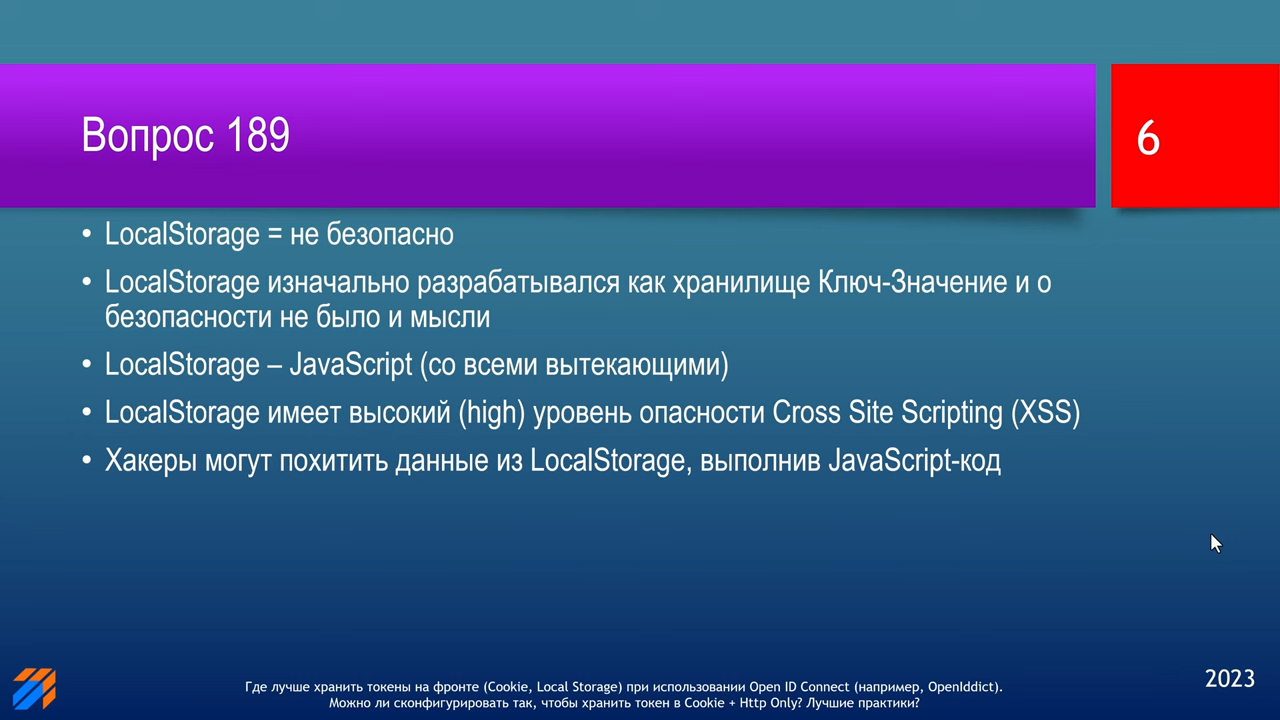 Вопрос 189
6
• LocalStorage = не безопасно
• LocalStorage изначально разрабатывался как хранилище Ключ-Значение и о
безопасности не было и мысли
• LocalStorage – JavaScript (со всеми вытекающими)
• LocalStorage имеет высокий (high) уровень опасности Cross Site Scripting (XSS)
• Хакеры могут похитить данные из LocalStorage, выполнив JavaScript-код
Где лучше хранить токены на фронте (Cookie, Local Storage) при использовании Open ID Connect (например, OpenIddict).
Можно ли сконфигурировать так, чтобы хранить токен в Cookie + Http Only? Лучшие практики?
2023